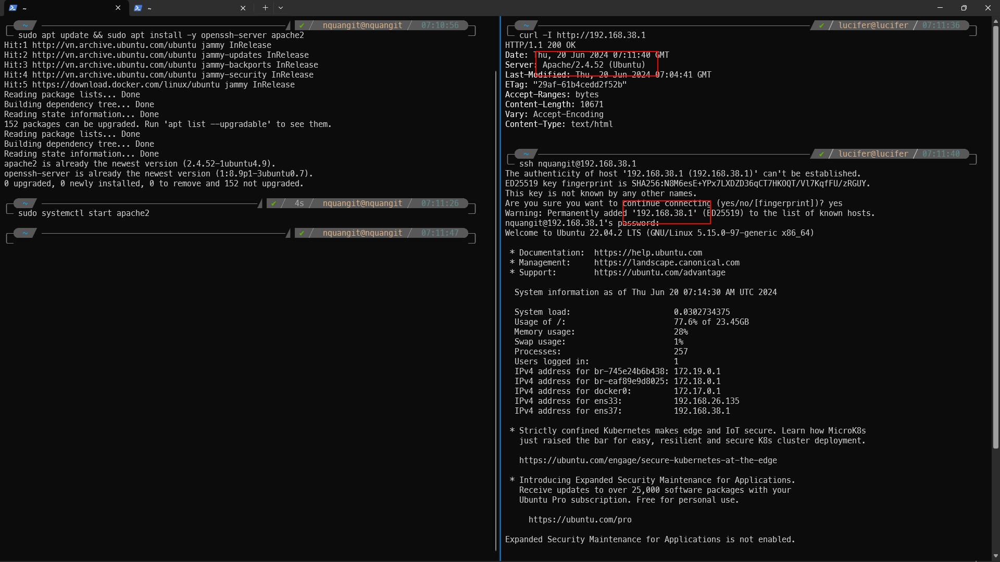 ~
~
~ ✔ nquangit@nquangit 07:10:56
sudo apt update && sudo apt install -y openssh-server apache2
Hit:1 http://vn.archive.ubuntu.com/ubuntu jammy InRelease
Hit:2 http://vn.archive.ubuntu.com/ubuntu jammy-updates InRelease
Hit:3 http://vn.archive.ubuntu.com/ubuntu jammy-backports InRelease
Hit:4 http://vn.archive.ubuntu.com/ubuntu jammy-security InRelease
Hit:5 https://download.docker.com/linux/ubuntu jammy InRelease
Reading package lists... Done
Building dependency tree... Done
Reading state information... Done
152 packages can be upgraded. Run 'apt list --upgradable' to see them.
Reading package lists... Done
Building dependency tree... Done
Reading state information... Done
apache2 is already the newest version (2.4.52-1ubuntu4.9).
openssh-server is already the newest version (1:8.9p1-3ubuntu0.7).
0 upgraded, 0 newly installed, 0 to remove and 152 not upgraded.
~ ✔ 4s nquangit@nquangit 07:11:26
sudo systemctl start apache2
~ ✔ nquangit@nquangit 07:11:47
~ ✔ lucifer@lucifer 07:11:36
curl -I http://192.168.38.1
HTTP/1.1 200 OK
Date: Thu, 20 Jun 2024 07:11:40 GMT
Server: Apache/2.4.52 (Ubuntu)
Last-Modified: Thu, 20 Jun 2024 07:04:41 GMT
ETag: "29af-61b4cedd2f52b"
Accept-Ranges: bytes
Content-Length: 10671
Vary: Accept-Encoding
Content-Type: text/html
~ ✔ lucifer@lucifer 07:11:40
ssh nquangit@192.168.38.1
The authenticity of host '192.168.38.1 (192.168.38.1)' can't be established.
ED25519 key fingerprint is SHA256:N8M6esE+YPx7LXDZD36qCT7HKOQT/Vl7KqfFU/zRGUY.
This key is not known by any other names.
Are you sure you want to continue connecting (yes/no/[fingerprint])? yes
Warning: Permanently added '192.168.38.1' (ED25519) to the list of known hosts.
nquangit@192.168.38.1's password:
Welcome to Ubuntu 22.04.2 LTS (GNU/Linux 5.15.0-97-generic x86_64)
* Documentation: https://help.ubuntu.com
* Management: https://landscape.canonical.com
* Support: https://ubuntu.com/advantage
System information as of Thu Jun 20 07:14:30 AM UTC 2024
System load: 0.0302734375
Usage of /: 77.6% of 23.45GB
Memory usage: 28%
Swap usage: 1%
Processes: 257
Users logged in: 1
IPv4 address for br-745e24b6b438: 172.19.0.1
IPv4 address for br-eaf89e9d8025: 172.18.0.1
IPv4 address for docker0: 172.17.0.1
IPv4 address for ens33: 192.168.26.135
IPv4 address for ens37: 192.168.38.1
* Strictly confined Kubernetes makes edge and IoT secure. Learn how MicroK8s
just raised the bar for easy, resilient and secure K8s cluster deployment.
https://ubuntu.com/engage/secure-kubernetes-at-the-edge
* Introducing Expanded Security Maintenance for Applications.
Receive updates to over 25,000 software packages with your
Ubuntu Pro subscription. Free for personal use.
https://ubuntu.com/pro
Expanded Security Maintenance for Applications is not enabled.